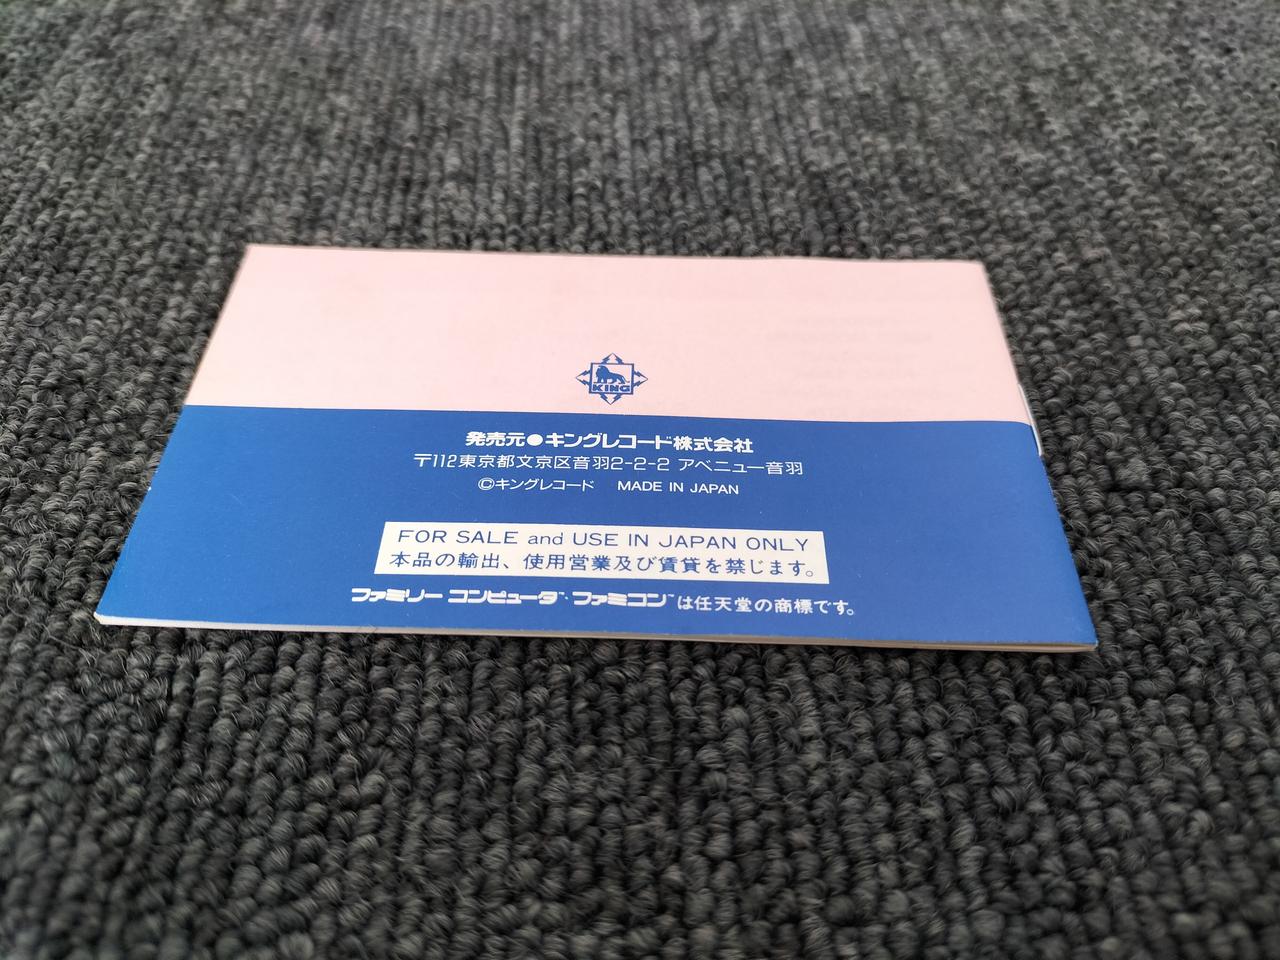 KING
発売元●キングレコード株式会社
〒112東京都文京区音羽2-2-2 アベニュー音羽
©キングレコード MADE IN JAPAN
FOR SALE and USE IN JAPAN ONLY
本品の輸出、使用営業及び賃貸を禁じます。
ファミリー コンピュータ™・ファミコン™は任天堂の商標です。